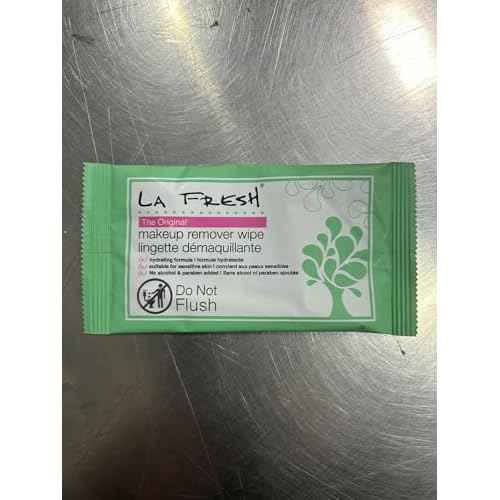 LA FRESH®
The Original
makeup remover wipe
lingette démaquillante
hydrating formula / formule hydratante
suitable for sensitive skin / convient aux peaux sensibles
No alcohol & paraben added / Sans alcool ni paraben ajoutés
Do Not
Flush